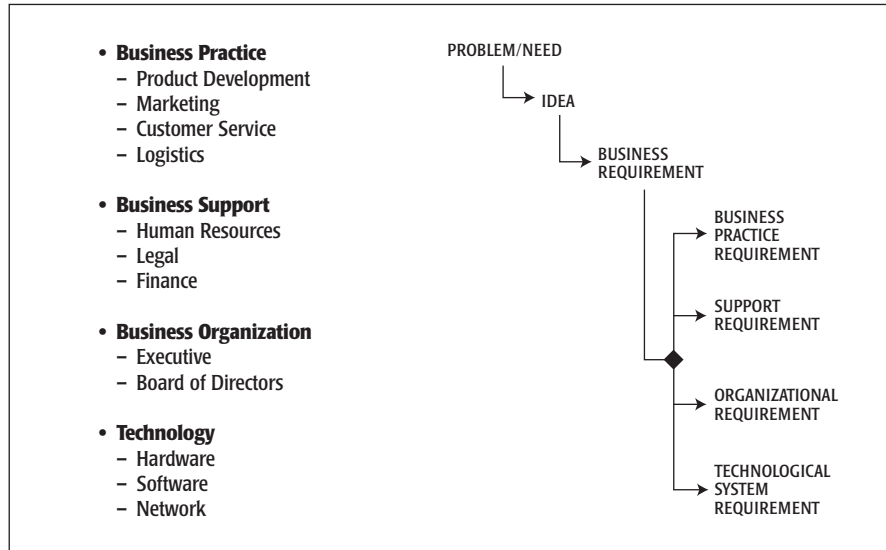 • Business Practice
– Product Development
– Marketing
– Customer Service
– Logistics
• Business Support
– Human Resources
– Legal
– Finance
• Business Organization
– Executive
– Board of Directors
• Technology
– Hardware
– Software
– Network
PROBLEM/NEED
IDEA
BUSINESS
REQUIREMENT
BUSINESS
PRACTICE
REQUIREMENT
SUPPORT
REQUIREMENT
ORGANIZATIONAL
REQUIREMENT
TECHNOLOGICAL
SYSTEM
REQUIREMENT